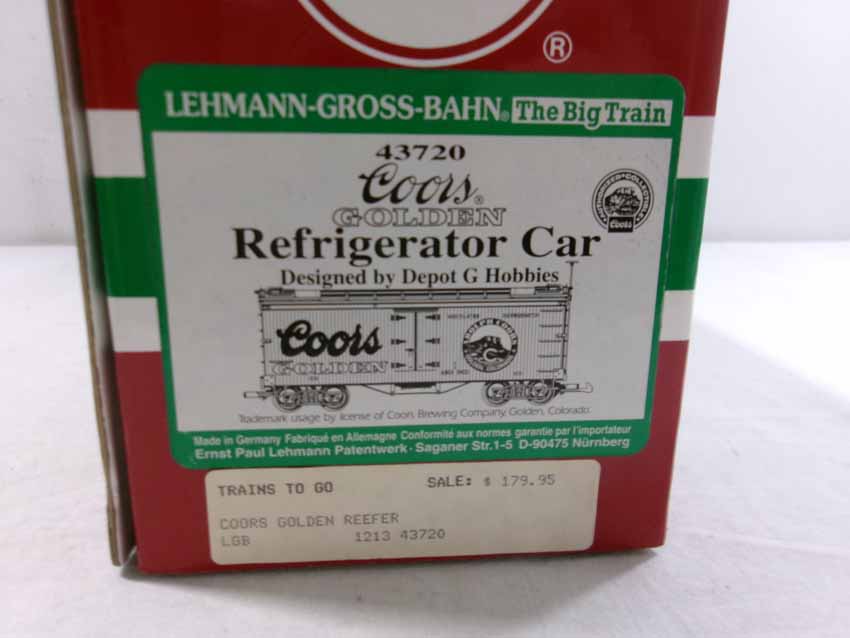 ®
LEHMANN-GROSS-BAHN® The Big Train
43720
Coors®
GOLDEN
Refrigerator Car
Designed by Depot G Hobbies
Coors
Coors
GOLDEN
Trademark usage by license of Coors Brewing Company, Golden, Colorado.
Made in Germany Fabriqué en Allemagne Conformité aux normes garantie par l'importateur
Ernst Paul Lehmann Patentwerk · Saganer Str.1-5 D-90475 Nürnberg
TRAINS TO GO SALE: $ 179.95
COORS GOLDEN REEFER
LGB 1213 43720